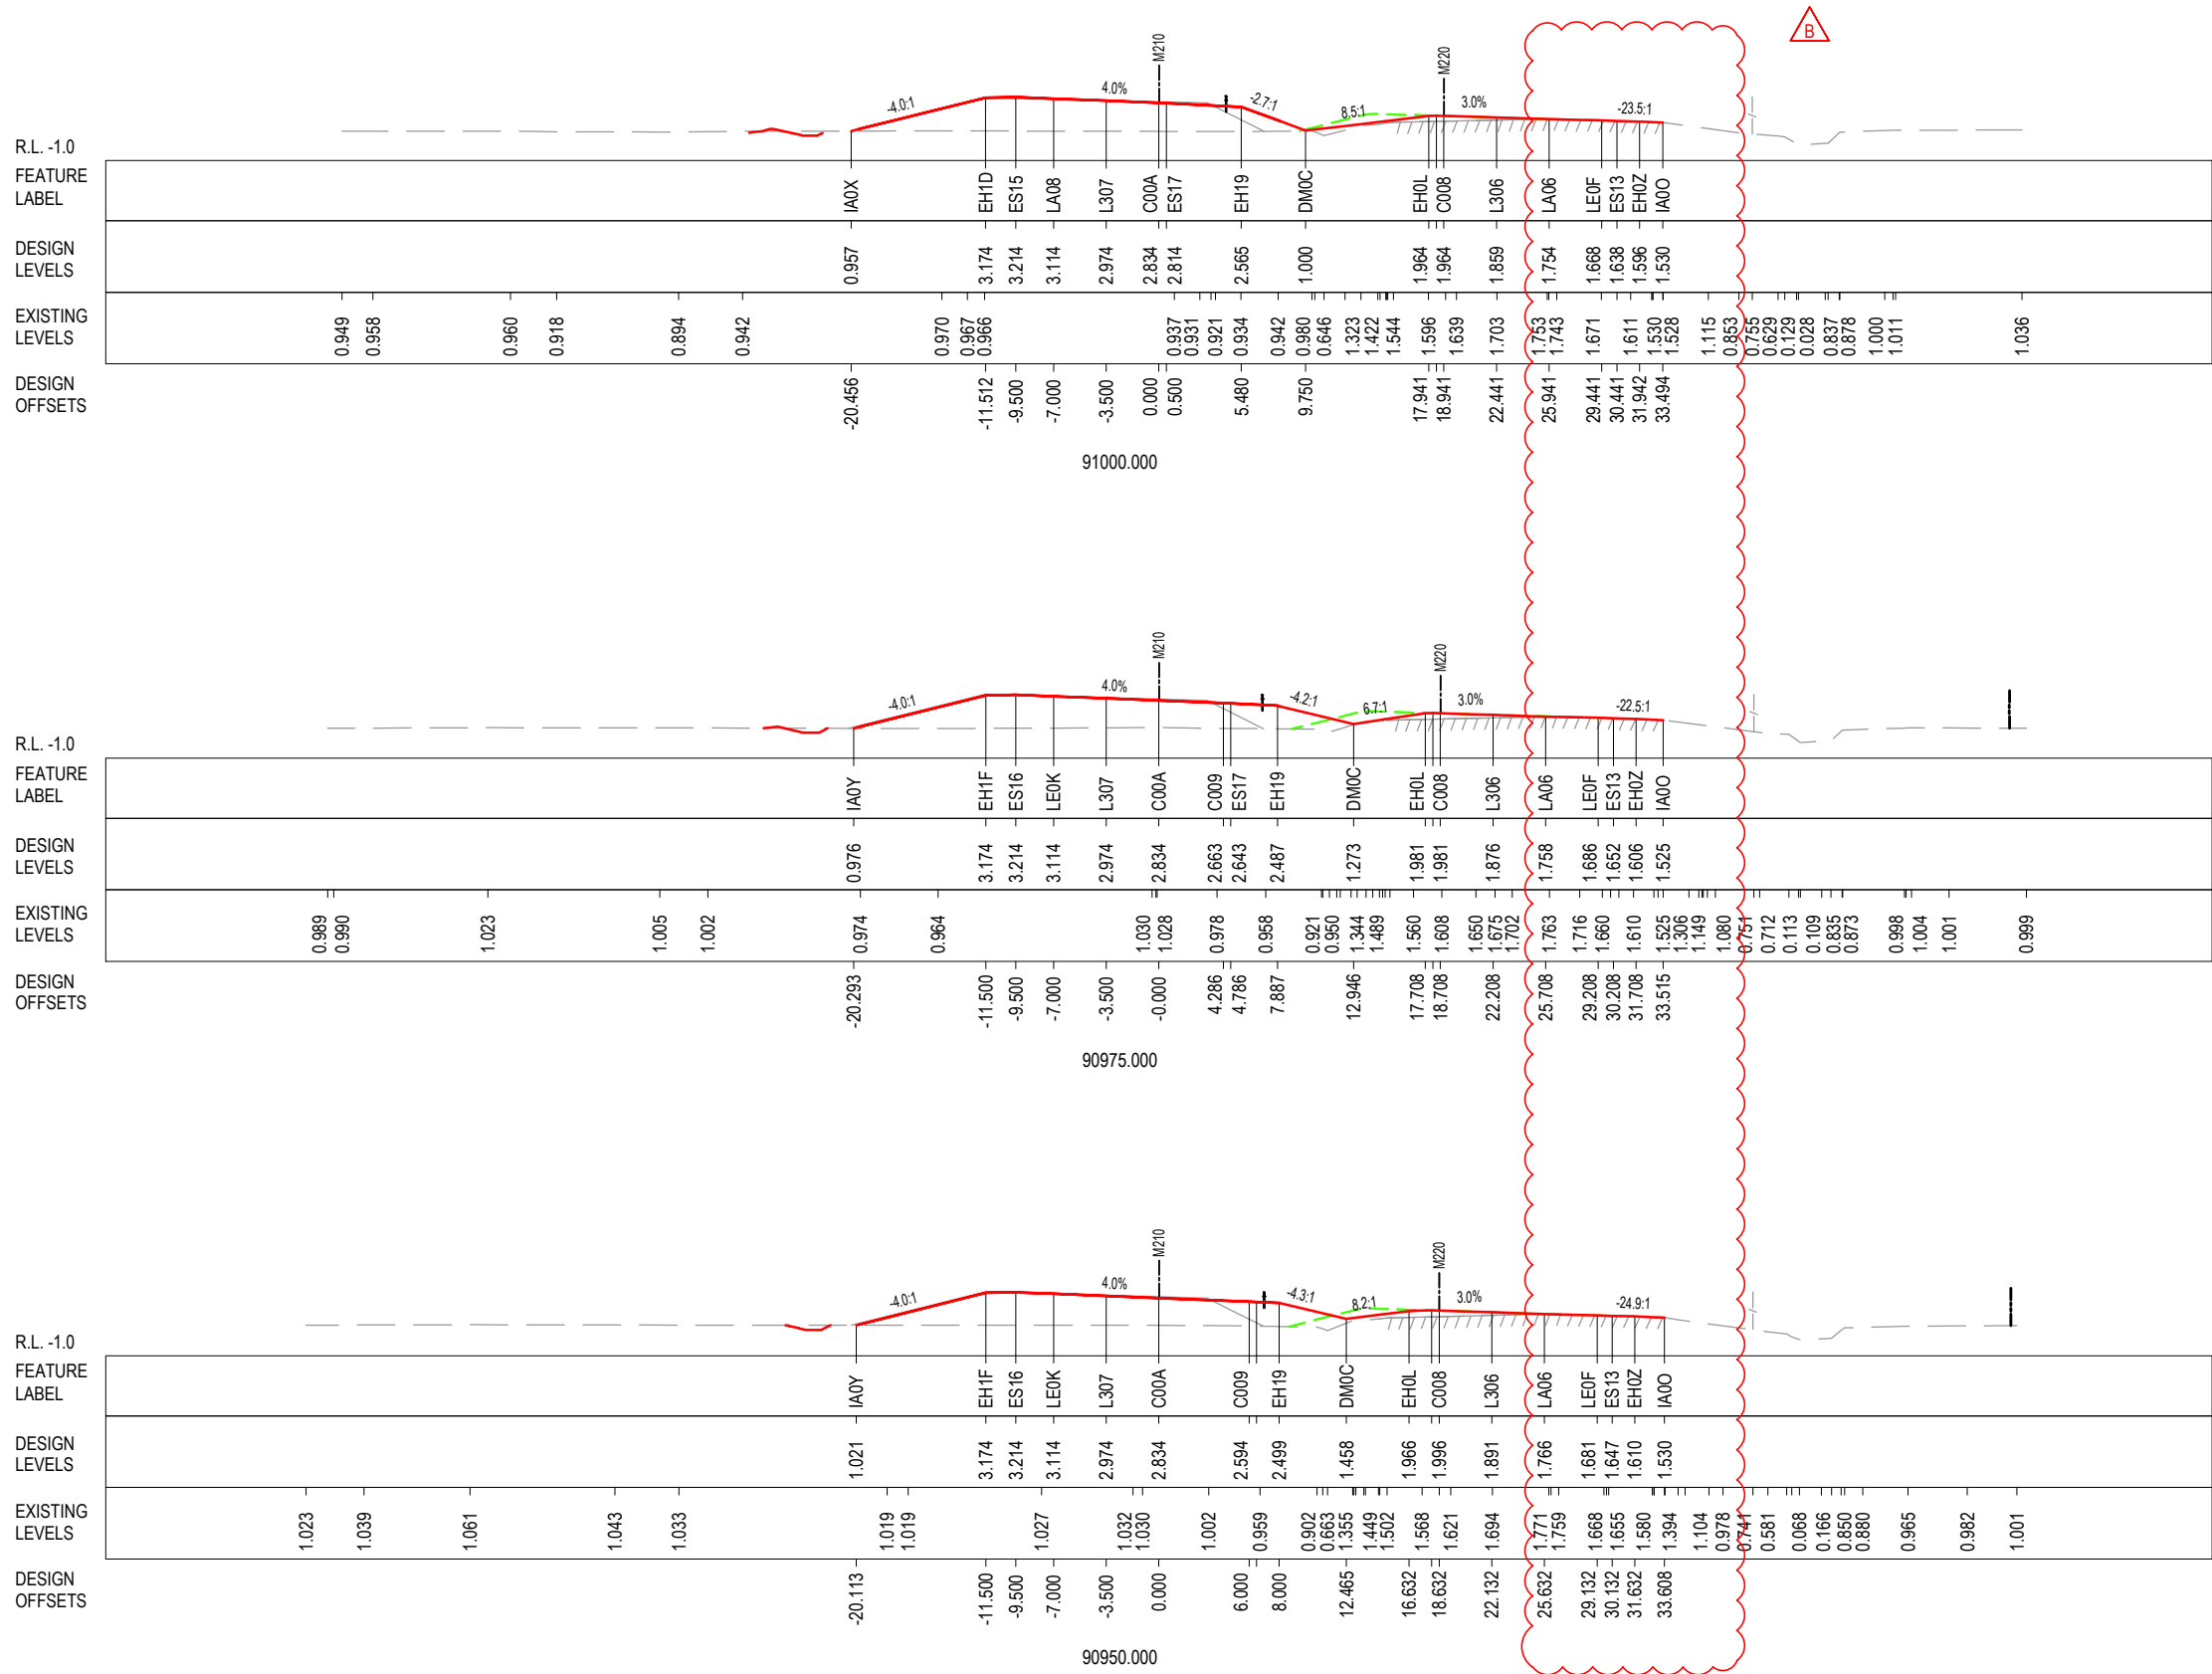 B
M210
M220
-4.0:1 4.0% -2.7:1 8.5:1 3.0% -23.5:1
R.L. -1.0
FEATURE LABEL
IA0X EH1D ES15 LA08 L307 C00A ES17 EH19 DM0C EH0L C008 L306 LA06 LE0F ES13 EH0Z IA0O
DESIGN LEVELS
0.957 3.174 3.214 3.114 2.974 2.834 2.814 2.565 1.000 1.964 1.964 1.859 1.754 1.668 1.638 1.596 1.530
EXISTING LEVELS
0.949 0.958 0.960 0.918 0.894 0.942 0.970 0.967 0.966 0.937 0.931 0.921 0.934 0.942 0.980 0.646 1.323 1.422 1.544 1.596 1.639 1.703 1.753 1.743 1.671 1.611 1.530 1.528 1.115 0.853 0.755 0.629 0.129 0.028 0.837 0.878 1.000 1.011 1.036
DESIGN OFFSETS
-20.456 -11.512 -9.500 -7.000 -3.500 0.000 0.500 5.480 9.750 17.941 18.941 22.441 25.941 29.441 30.441 31.942 33.494
91000.000
M210
M220
-4.0:1 4.0% -4.2:1 6.7:1 3.0% -22.5:1
R.L. -1.0
FEATURE LABEL
IA0Y EH1F ES16 LE0K L307 C00A C009 ES17 EH19 DM0C EH0L C008 L306 LA06 LE0F ES13 EH0Z IA0O
DESIGN LEVELS
0.976 3.174 3.214 3.114 2.974 2.834 2.663 2.643 2.487 1.273 1.981 1.981 1.876 1.758 1.686 1.652 1.606 1.525
EXISTING LEVELS
0.989 0.990 1.023 1.005 1.002 0.974 0.964 1.030 1.028 0.978 0.958 0.921 0.950 1.344 1.489 1.560 1.608 1.650 1.675 1.702 1.763 1.716 1.660 1.610 1.525 1.306 1.149 1.080 0.751 0.712 0.113 0.109 0.835 0.873 0.998 1.004 1.001 0.999
DESIGN OFFSETS
-20.293 -11.500 -9.500 -7.000 -3.500 -0.000 4.286 4.786 7.887 12.946 17.708 18.708 22.208 25.708 29.208 30.208 31.708 33.515
90975.000
M210
M220
-4.0:1 4.0% -4.3:1 8.2:1 3.0% -24.9:1
R.L. -1.0
FEATURE LABEL
IA0Y EH1F ES16 LE0K L307 C00A C009 EH19 DM0C EH0L C008 L306 LA06 LE0F ES13 EH0Z IA0O
DESIGN LEVELS
1.021 3.174 3.214 3.114 2.974 2.834 2.594 2.499 1.458 1.966 1.996 1.891 1.766 1.681 1.647 1.610 1.530
EXISTING LEVELS
1.023 1.039 1.061 1.043 1.033 1.019 1.019 1.027 1.032 1.030 1.002 0.959 0.902 0.663 1.355 1.449 1.502 1.568 1.621 1.694 1.771 1.759 1.668 1.655 1.580 1.394 1.104 0.978 0.741 0.581 0.068 0.166 0.850 0.880 0.965 0.982 1.001
DESIGN OFFSETS
-20.113 -11.500 -9.500 -7.000 -3.500 0.000 6.000 8.000 12.465 16.632 18.632 22.132 25.632 29.132 30.132 31.632 33.608
90950.000